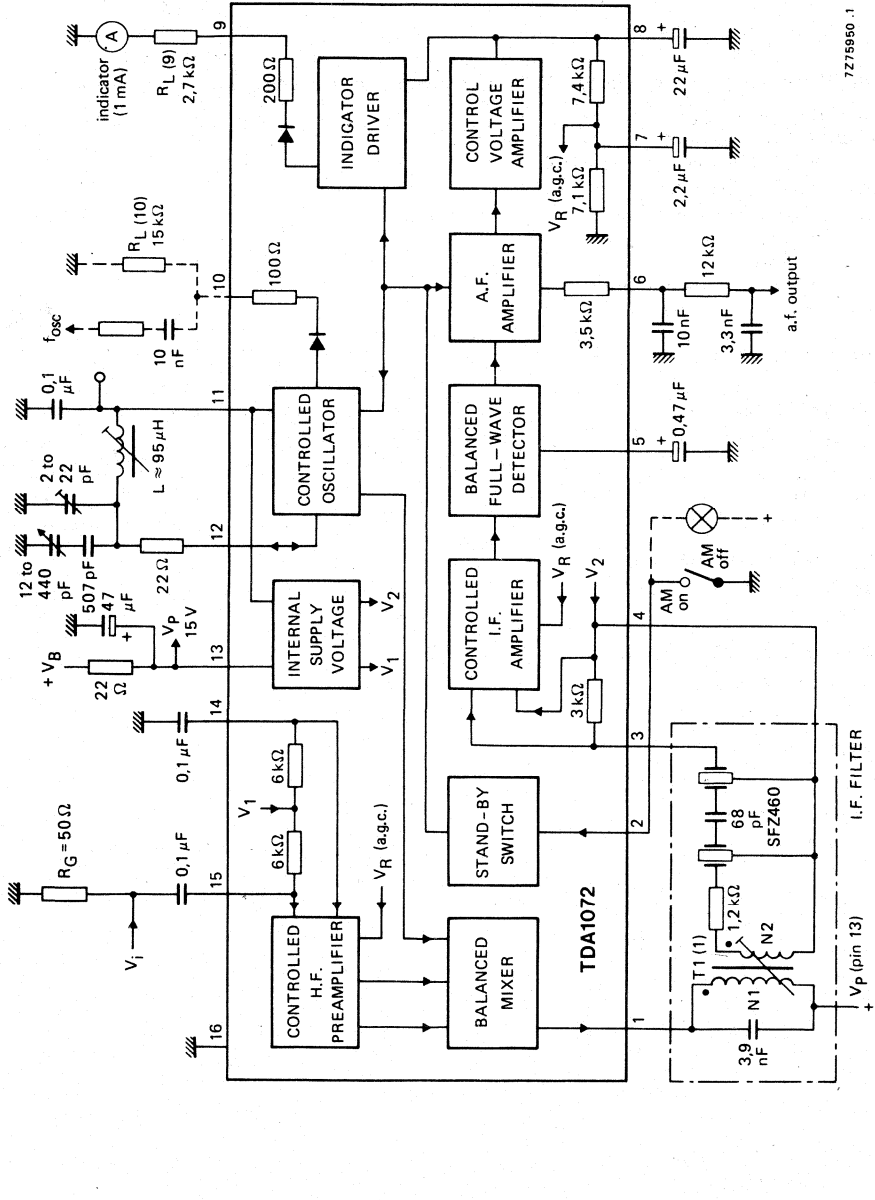 R_G = 50 Ω
V_i
0,1 μF
15
V_1
0,1 μF
14
6 kΩ
6 kΩ
16
+ V_B
22
Ω
47
μF
V_P
15 V
13
12 to
440
pF
507 pF
22 Ω
12
2 to
22
pF
L ≈ 95 μH
0,1
μF
11
f_osc
10
nF
R_L (10)
15 kΩ
10
100 Ω
indicator
(1 mA)
A
R_L (9)
2,7 kΩ
9
200 Ω
CONTROLLED
H.F.
PREAMPLIFIER
V_R (a.g.c.)
INTERNAL
SUPPLY
VOLTAGE
V_1
V_2
CONTROLLED
OSCILLATOR
INDIGATOR
DRIVER
BALANCED
MIXER
STAND–BY
SWITCH
CONTROLLED
I.F.
AMPLIFIER
V_R (a.g.c.)
V_2
3 kΩ
BALANCED
FULL–WAVE
DETECTOR
A.F.
AMPLIFIER
3,5 kΩ
CONTROL
VOLTAGE
AMPLIFIER
V_R (a.g.c.)
7,1 kΩ
7,4 kΩ
TDA1072
1
2
3
4
5
6
7
8
T1 (1)
N1
N2
3,9
nF
1,2 kΩ
68
pF
SFZ460
V_P (pin 13)
+
I.F. FILTER
AM
on
AM
off
+
+
0,47 μF
10 nF
12 kΩ
3,3 nF
a.f. output
+
2,2 μF
+
22 μF
7Z75950 .1